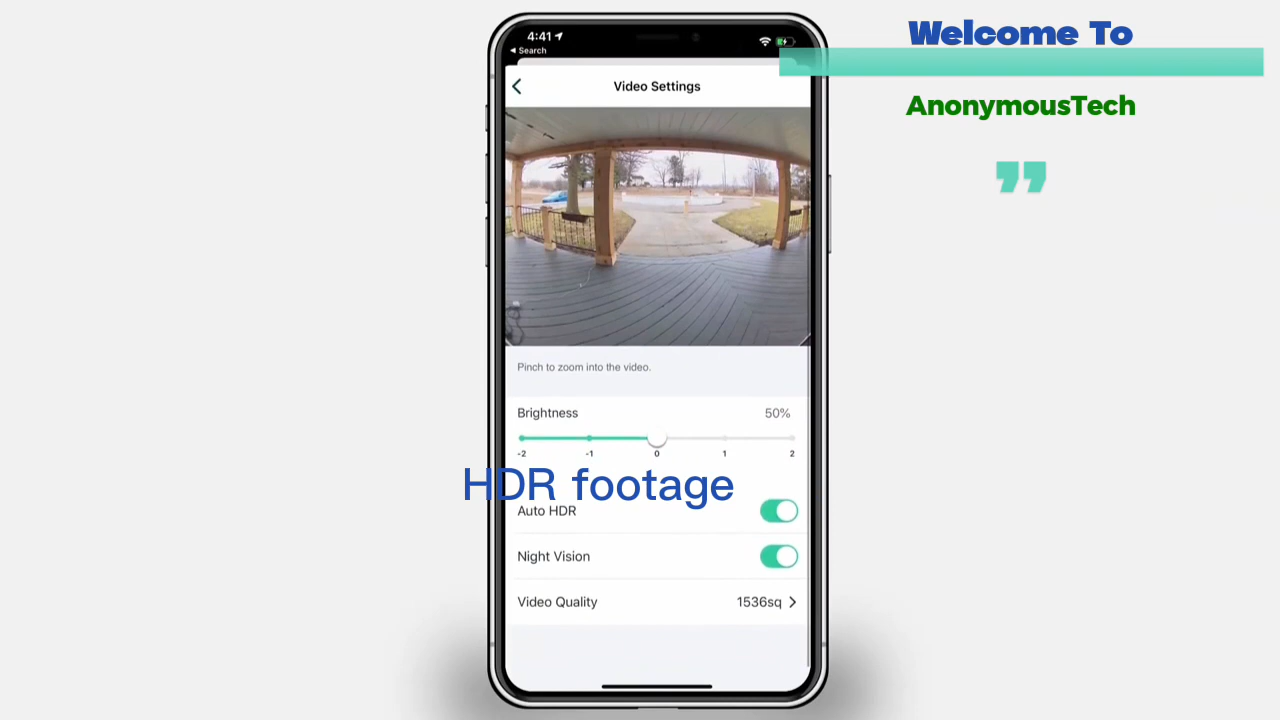 4:41
Search
Video Settings
Pinch to zoom into the video.
Brightness 50%
-2 -1 0 1 2
HDR footage
Auto HDR
Night Vision
Video Quality 1536sq
Welcome To
AnonymousTech
”